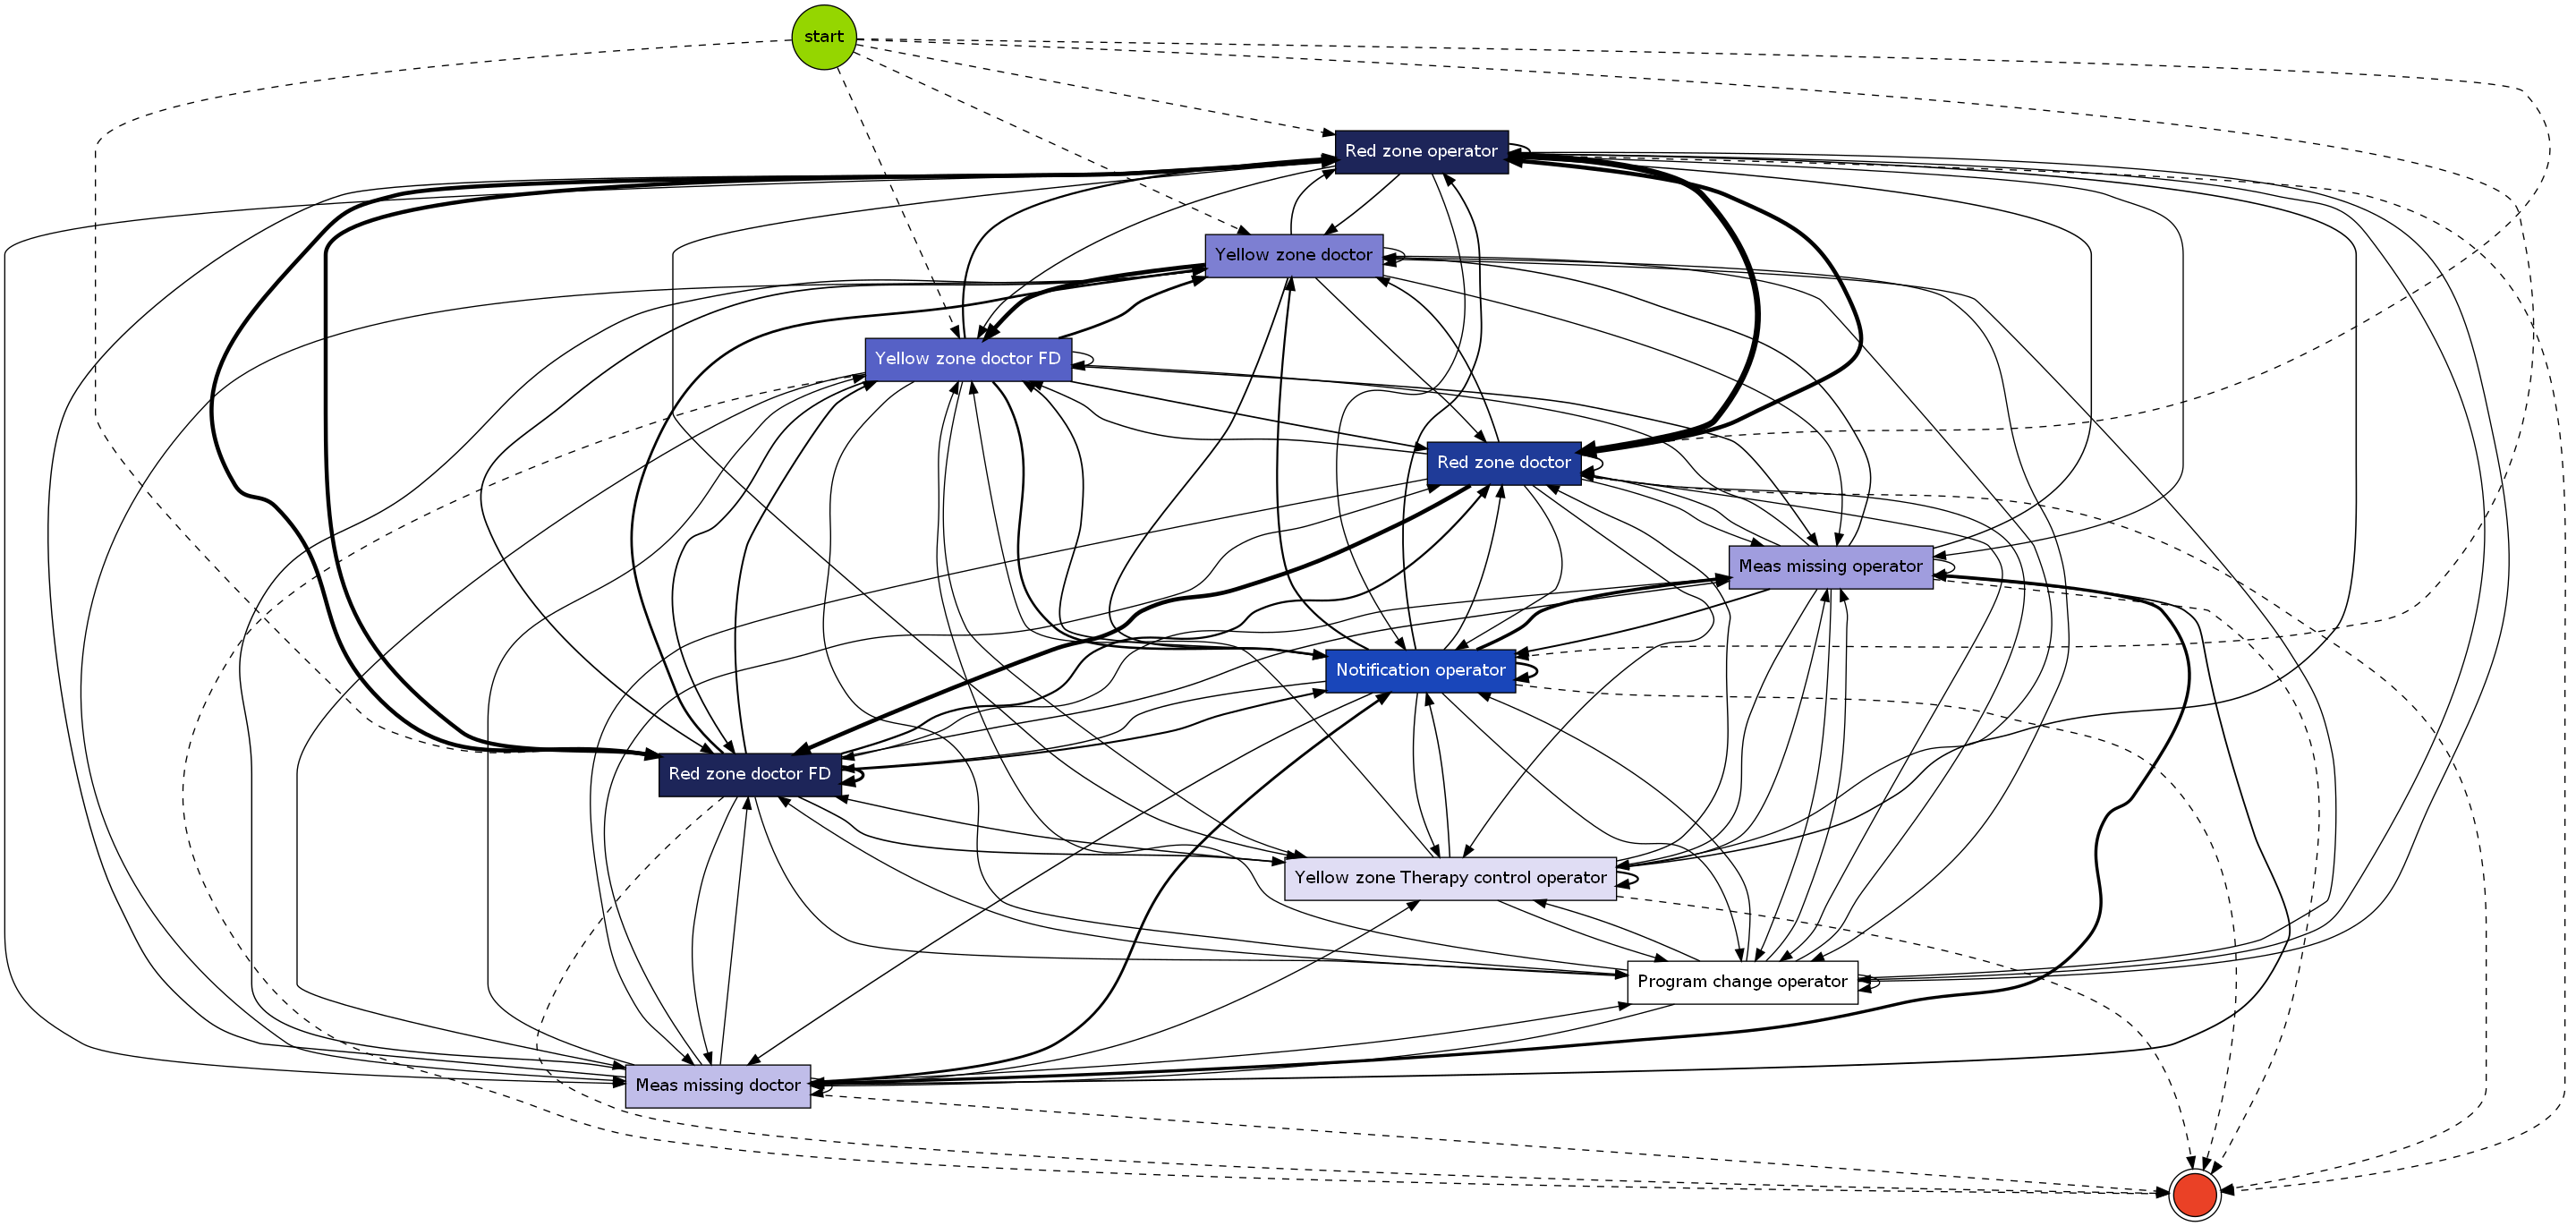 start
Red zone operator
Yellow zone doctor
Yellow zone doctor FD
Red zone doctor
Meas missing operator
Notification operator
Red zone doctor FD
Yellow zone Therapy control operator
Program change operator
Meas missing doctor